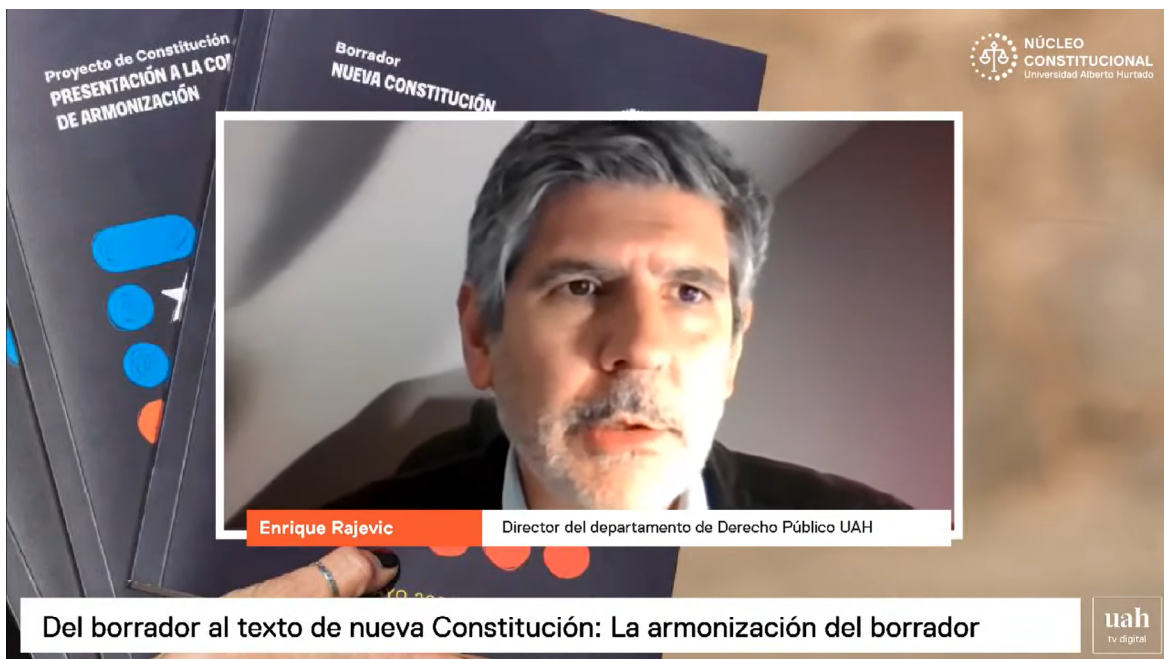 Proyecto de Constitución
PRESENTACIÓN A LA
DE ARMONIZACIÓN
Borrador
NUEVA CONSTITUCIÓN
NÚCLEO
CONSTITUCIONAL
Universidad Alberto Hurtado
Enrique Rajevic
Director del departamento de Derecho Público UAH
Del borrador al texto de nueva Constitución: La armonización del borrador
uah
tv digital